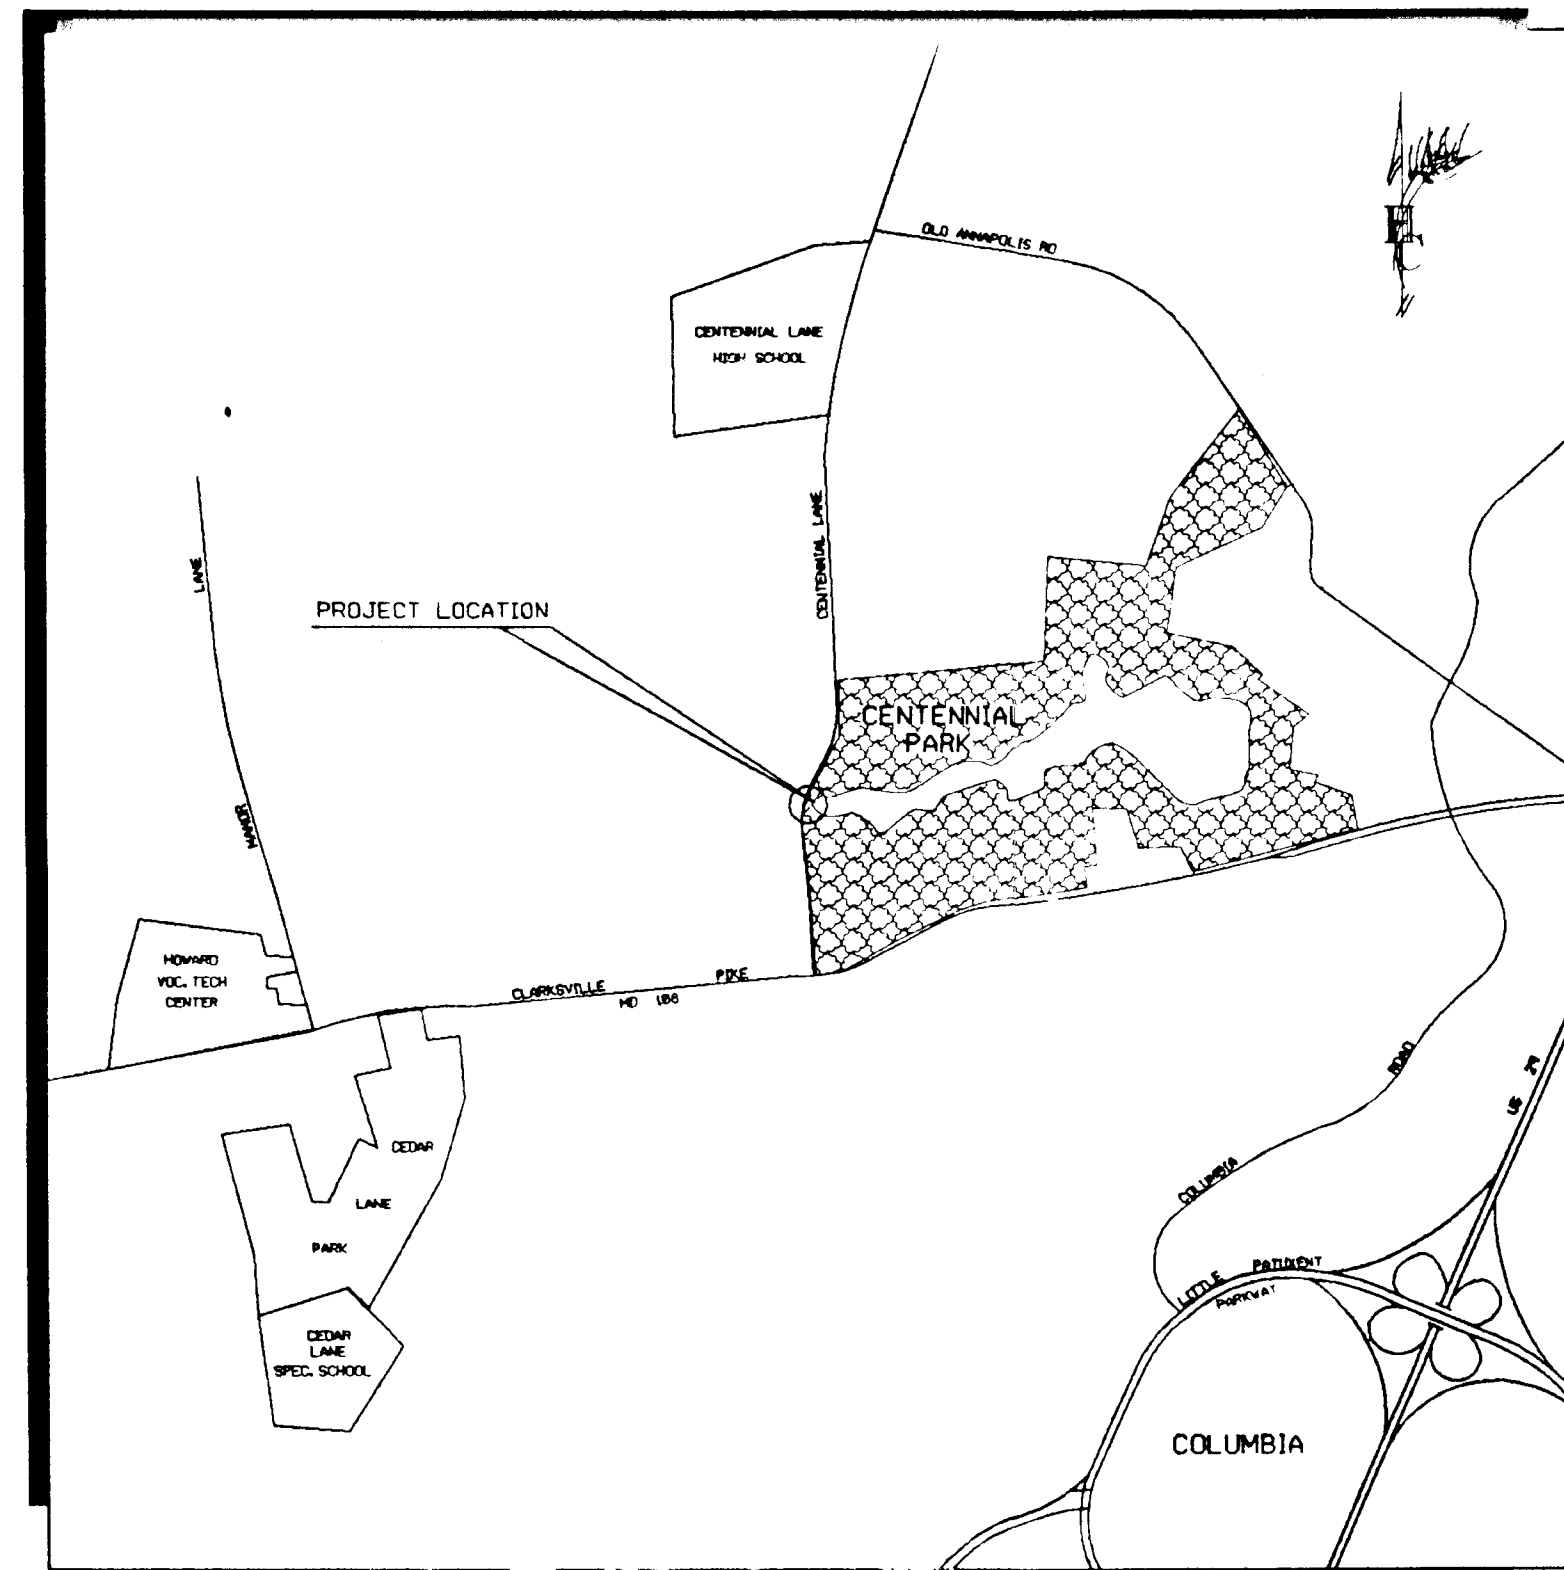 OLD ANNAPOLIS RD
CENTENNIAL LANE
HIGH SCHOOL
CENTENNIAL LANE
LANE
MANOR
PROJECT LOCATION
CENTENNIAL
PARK
HOWARD
VOC. TECH
CENTER
CLARKSVILLE PIKE
MD 108
CEDAR
LANE
PARK
CEDAR
LANE
SPEC. SCHOOL
COLUMBIA ROAD
US 29
LITTLE PATUXENT
PARKWAY
COLUMBIA